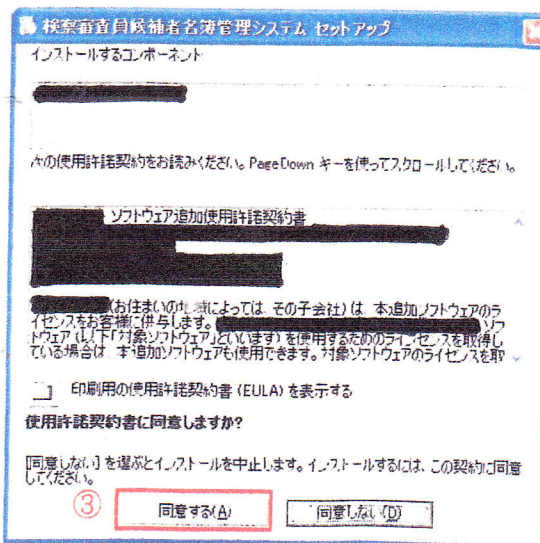 検察審査員候補者名簿管理システム セットアップ
インストールするコンポーネント
次の使用許諾契約をお読みください。PageDown キーを使ってスクロールしてください。
ソフトウェア追加使用許諾契約書
(お住まいの地域によっては、その子会社) は、本追加ソフトウェアのラ
イセンスをお客様に供与します。 ソフ
トウェア (以下「対象ソフトウェア」といいます) を使用するためのライセンスを取得し
ている場合は、本追加ソフトウェアも使用できます。対象ソフトウェアのライセンスを取
印刷用の使用許諾契約書 (EULA) を表示する
使用許諾契約書に同意しますか?
[同意しない] を選ぶとインストールを中止します。インストールするには、この契約に同意
してください。
③ 同意する(A) 同意しない(D)